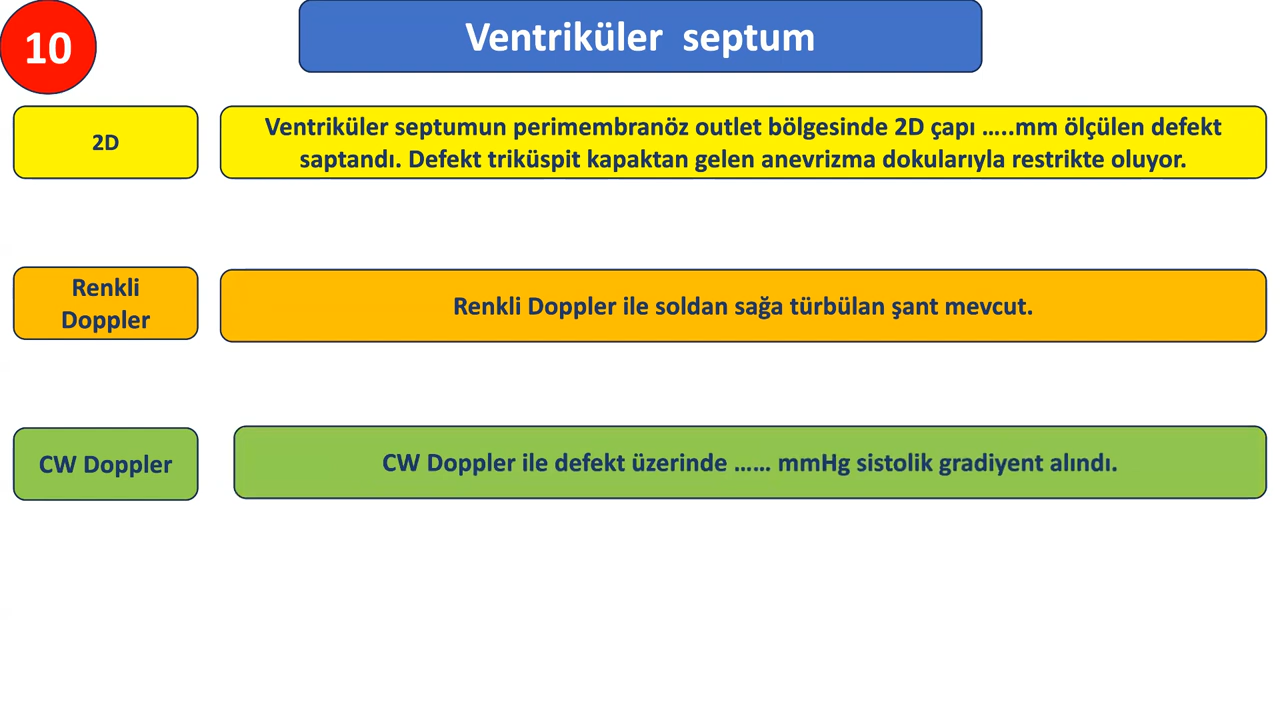 10
Ventriküler septum
2D
Ventriküler septumun perimembranöz outlet bölgesinde 2D çapı …..mm ölçülen defekt
saptandı. Defekt triküspit kapaktan gelen anevrizma dokularıyla restrikte oluyor.
Renkli
Doppler
Renkli Doppler ile soldan sağa türbülan şant mevcut.
CW Doppler
CW Doppler ile defekt üzerinde …… mmHg sistolik gradiyent alındı.